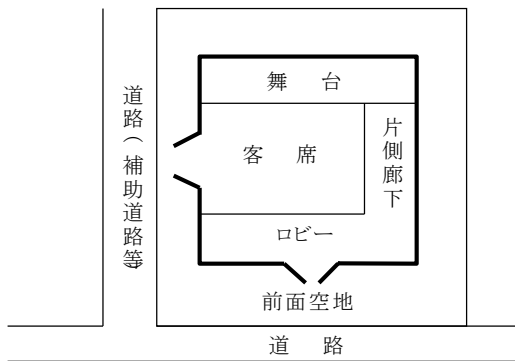 舞　台
道路（補助道路等）
客　席
片側廊下
ロビー
前面空地
道　路